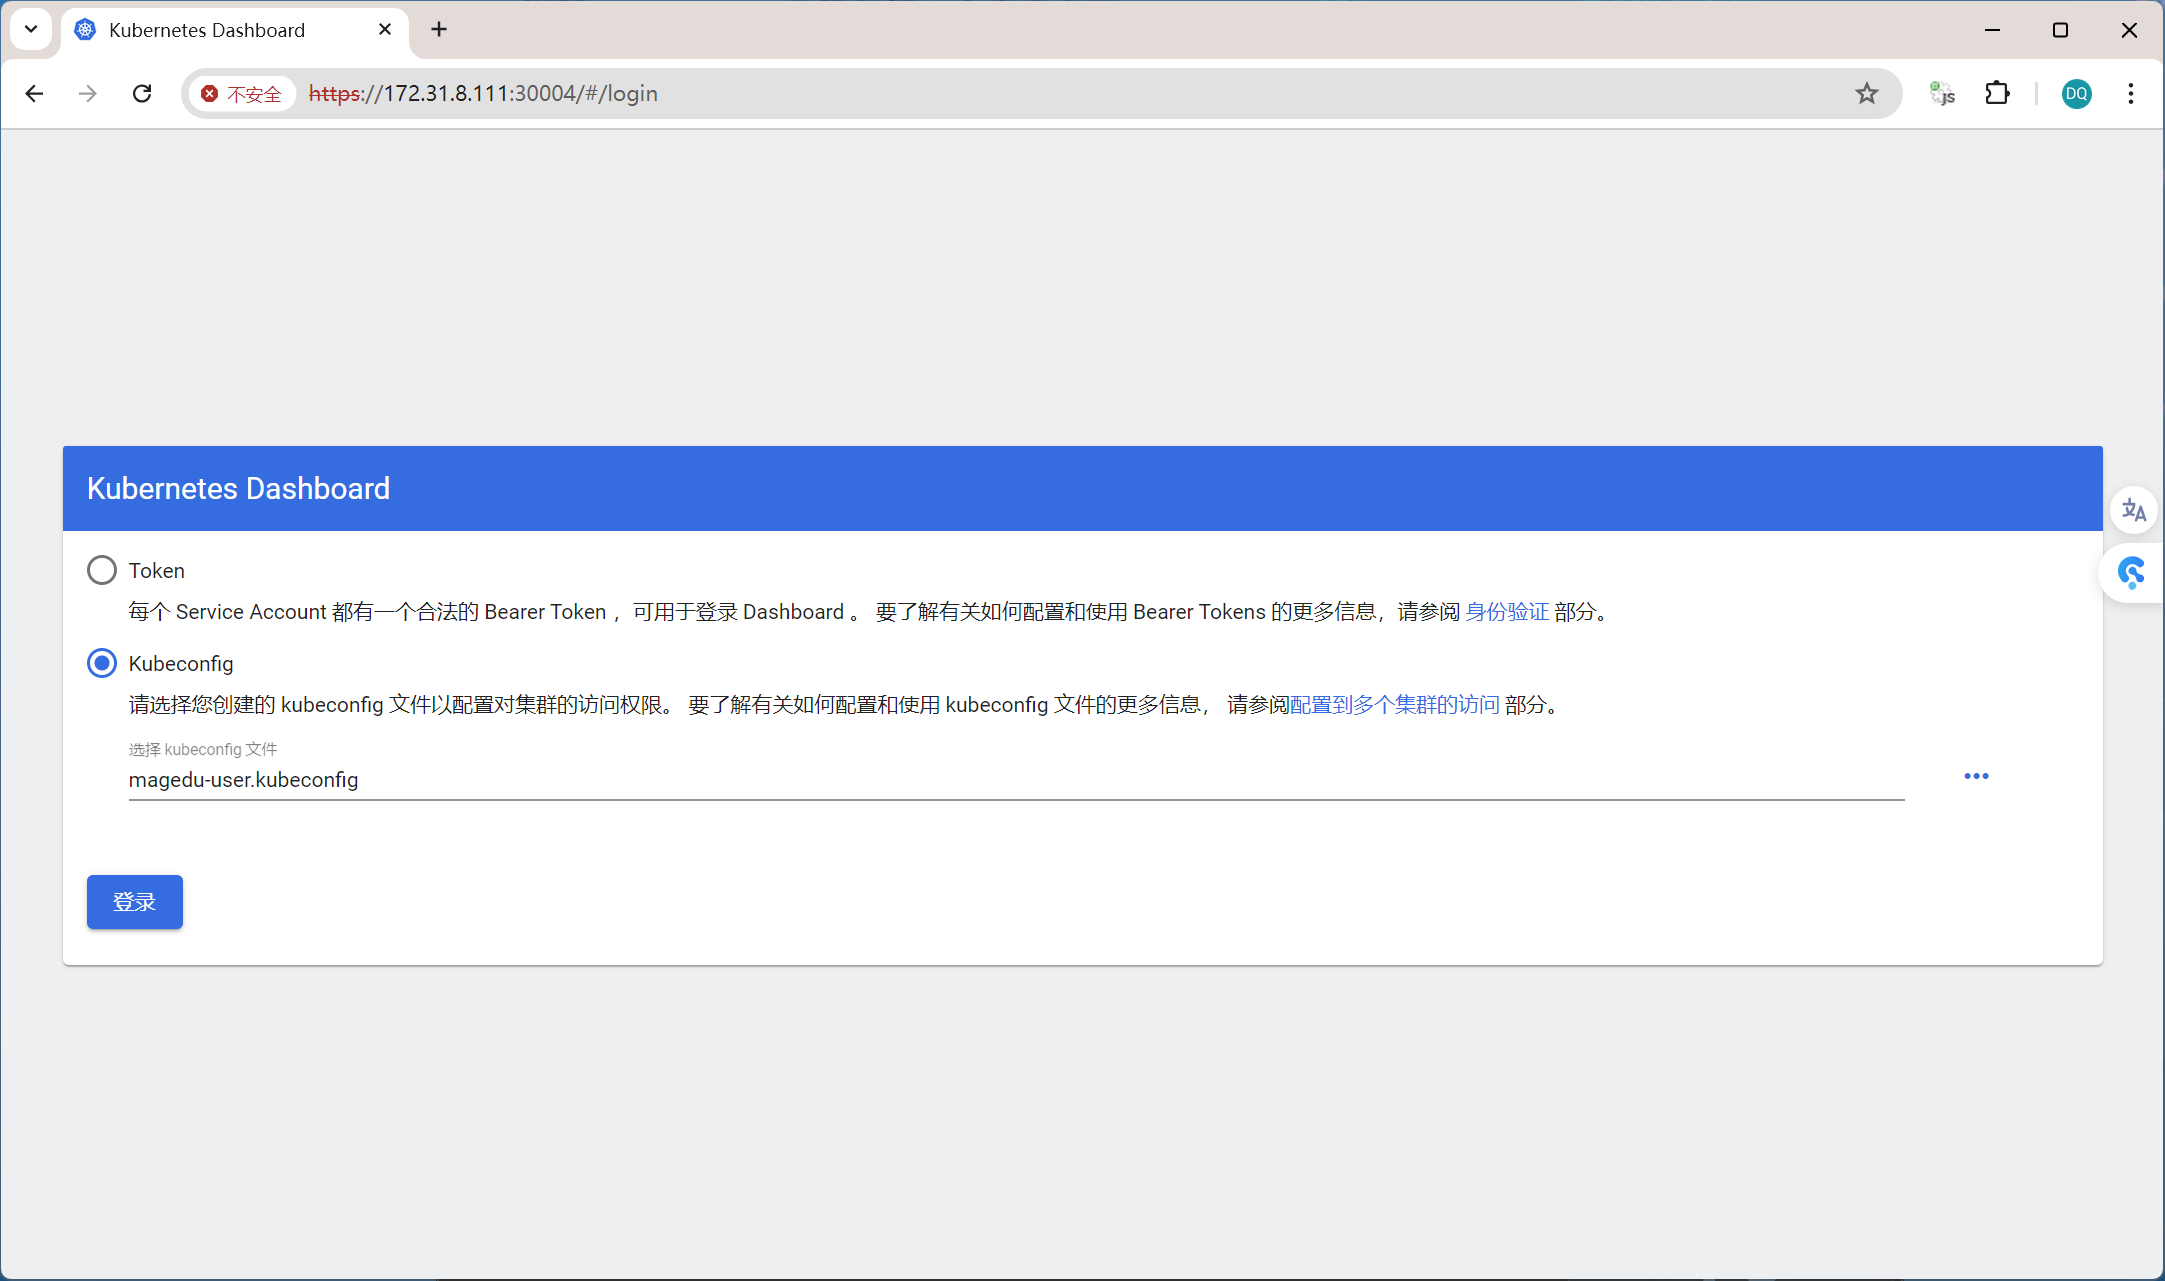 Kubernetes Dashboard
不安全 https://172.31.8.111:30004/#/login
JS
DQ
Kubernetes Dashboard
文A
Token
每个 Service Account 都有一个合法的 Bearer Token ，可用于登录 Dashboard 。 要了解有关如何配置和使用 Bearer Tokens 的更多信息，请参阅 身份验证 部分。
Kubeconfig
请选择您创建的 kubeconfig 文件以配置对集群的访问权限。 要了解有关如何配置和使用 kubeconfig 文件的更多信息， 请参阅配置到多个集群的访问 部分。
选择 kubeconfig 文件
magedu-user.kubeconfig
登录